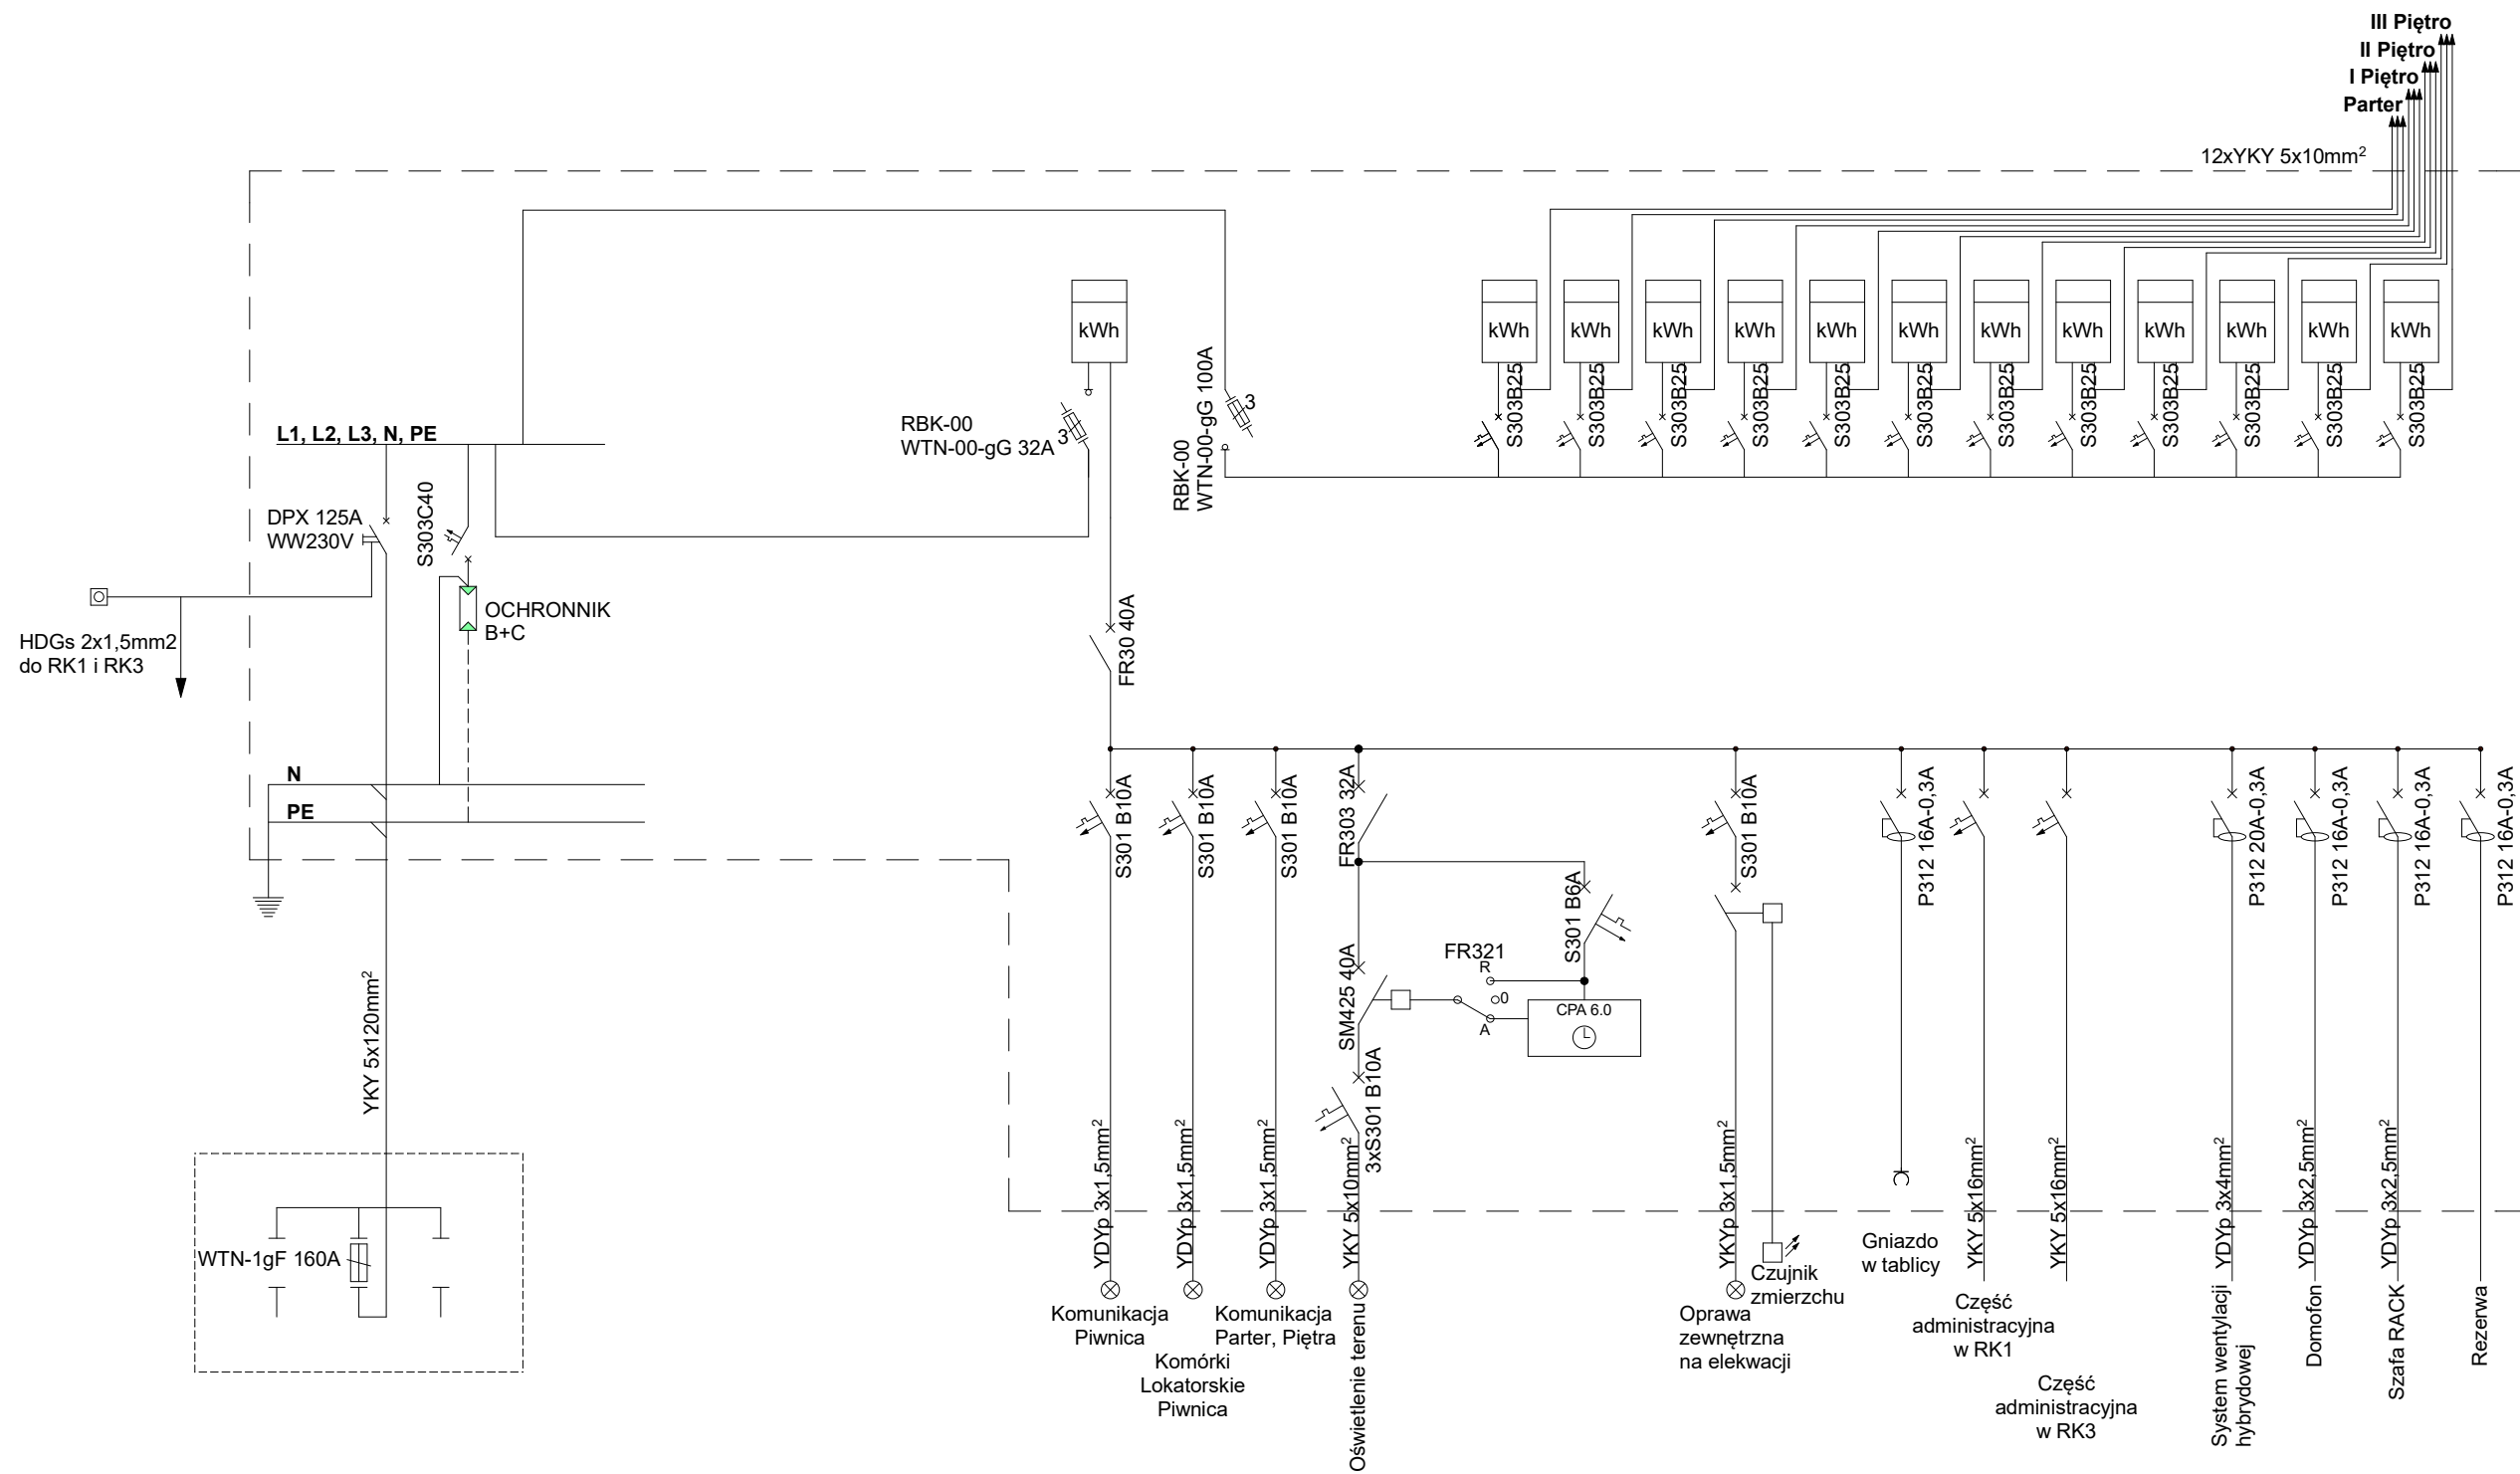 III Piętro
II Piętro
I Piętro
Parter
12xYKY 5x10mm²
kWh
kWh
kWh
kWh
kWh
kWh
kWh
kWh
kWh
kWh
kWh
kWh
kWh
S303B25
S303B25
S303B25
S303B25
S303B25
S303B25
S303B25
S303B25
S303B25
S303B25
S303B25
S303B25
RBK-00
WTN-00-gG 32A
3
RBK-00
WTN-00-gG 100A
3
L1, L2, L3, N, PE
DPX 125A
WW230V
S303C40
OCHRONNIK
B+C
HDGs 2x1,5mm2
do RK1 i RK3
FR30 40A
N
PE
YKY 5x120mm²
WTN-1gF 160A
S301 B10A
S301 B10A
S301 B10A
FR303 32A
S301 B6A
FR321
R
0
A
CPA 6.0
SM425 40A
3xS301 B10A
S301 B10A
P312 16A-0,3A
P312 20A-0,3A
P312 16A-0,3A
P312 16A-0,3A
P312 16A-0,3A
YDYp 3x1,5mm²
YDYp 3x1,5mm²
YDYp 3x1,5mm²
YKY 5x10mm²
YKYp 3x1,5mm²
YKY 5x16mm²
YKY 5x16mm²
YDYp 3x4mm²
YDYp 3x2,5mm²
YDYp 3x2,5mm²
Komunikacja
Piwnica
Komórki
Lokatorskie
Piwnica
Komunikacja
Parter, Piętra
Oświetlenie terenu
Oprawa
zewnętrzna
na elekwacji
Czujnik
zmierzchu
Gniazdo
w tablicy
Część
administracyjna
w RK1
Część
administracyjna
w RK3
System wentylacji
hybrydowej
Domofon
Szafa RACK
Rezerwa